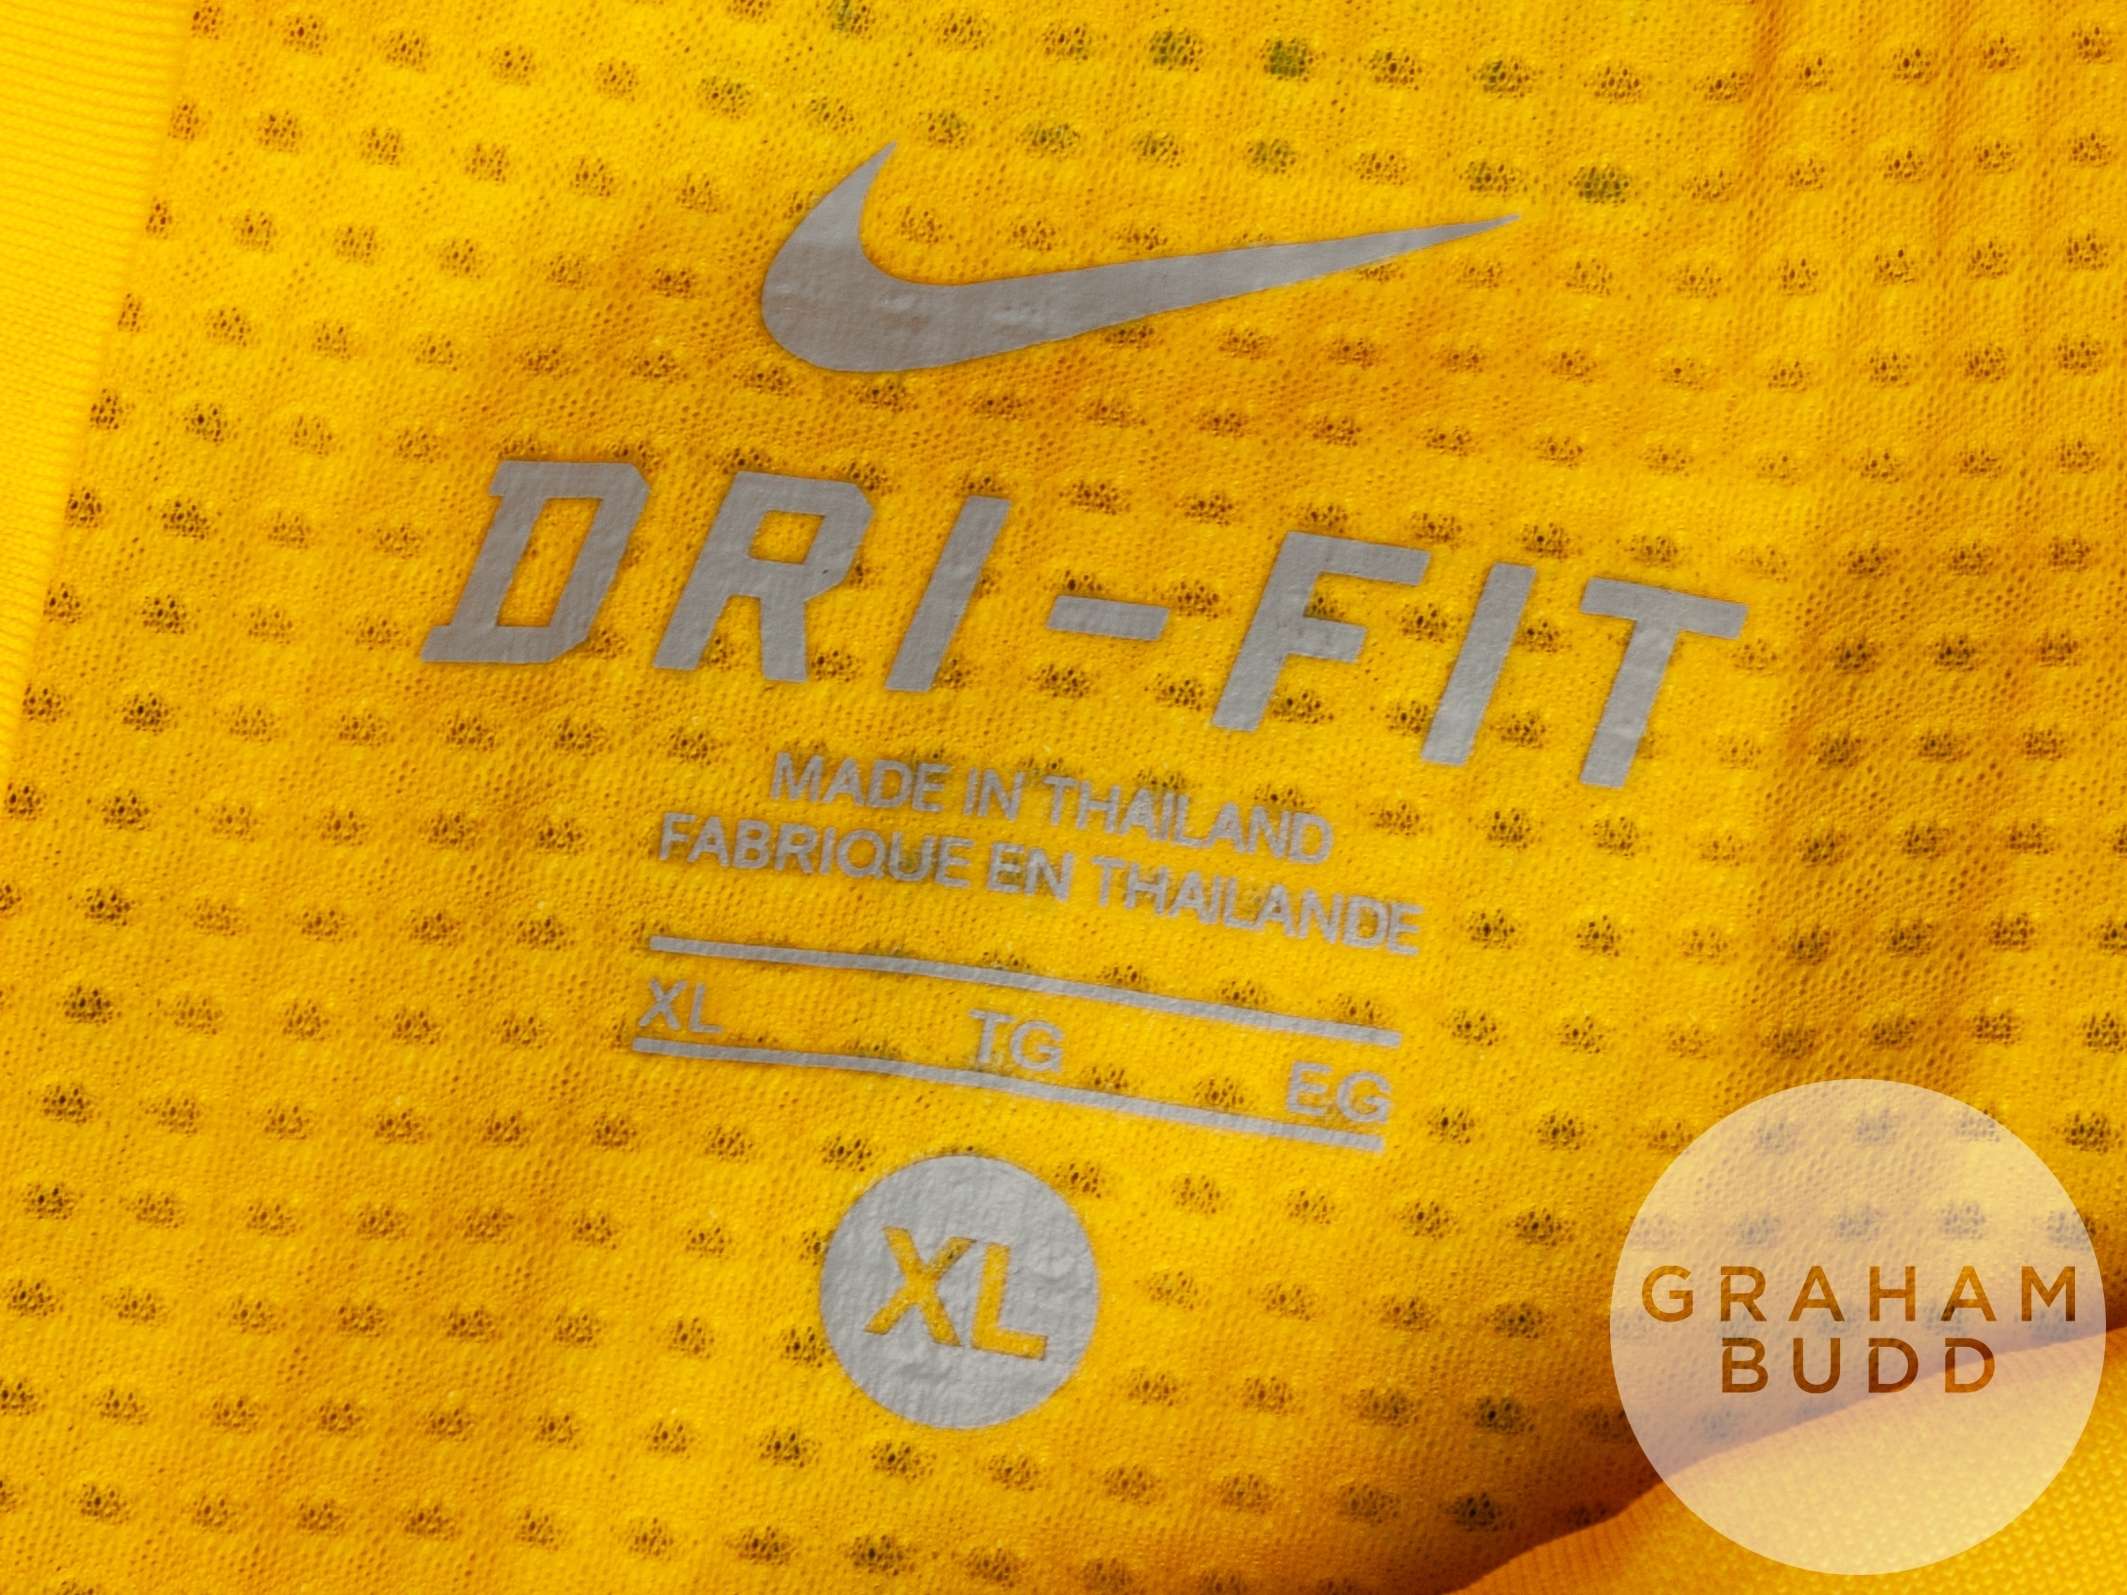 DRI-FIT
MADE IN THAILAND
FABRIQUE EN THAILANDE
XL TG EG
XL
GRAHAM
BUDD